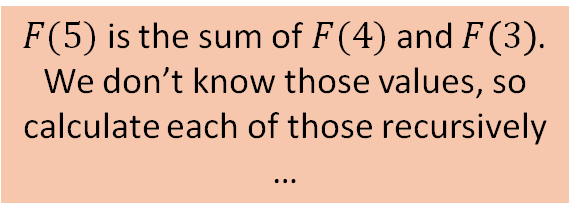 F(5) is the sum of F(4) and F(3).
We don’t know those values, so
calculate each of those recursively
...